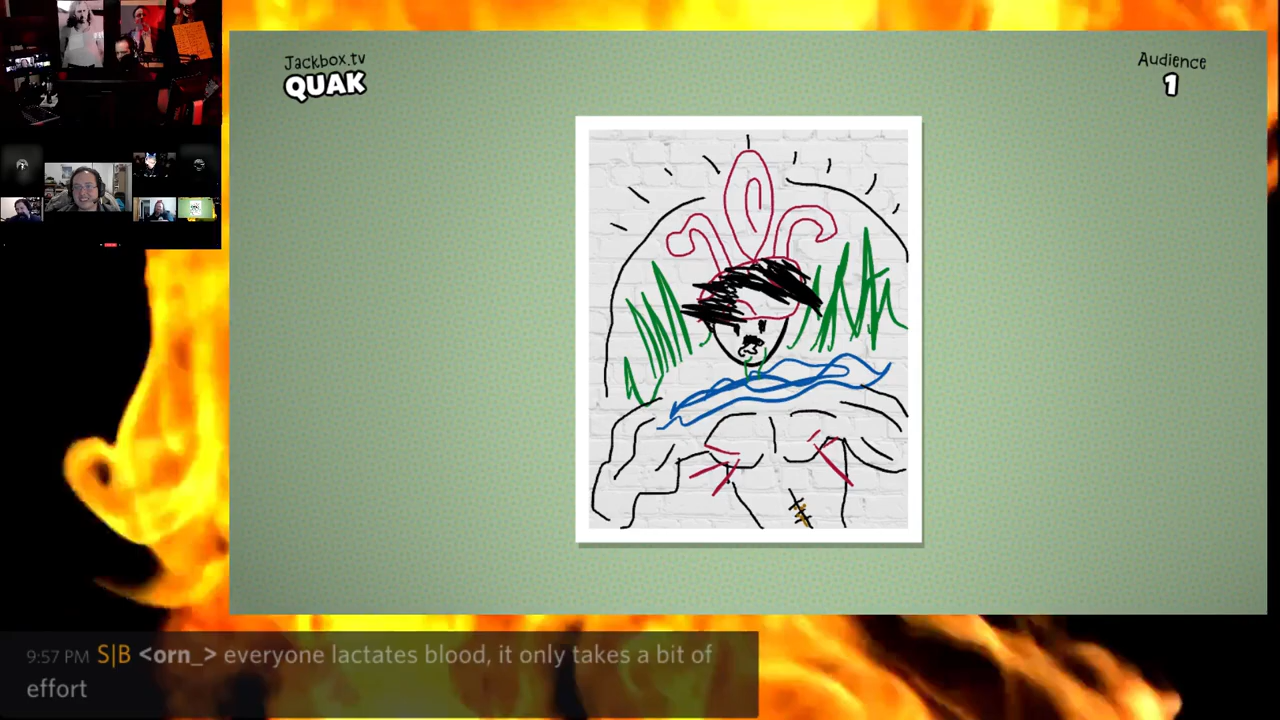 Jackbox.tv
QUAK
Audience
1
9:57 PM S|B <orn_> everyone lactates blood, it only takes a bit of
effort